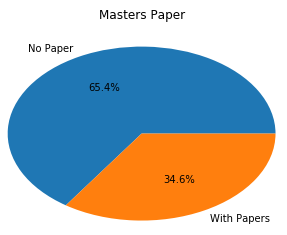 Masters Paper
No Paper
65.4%
34.6%
With Papers